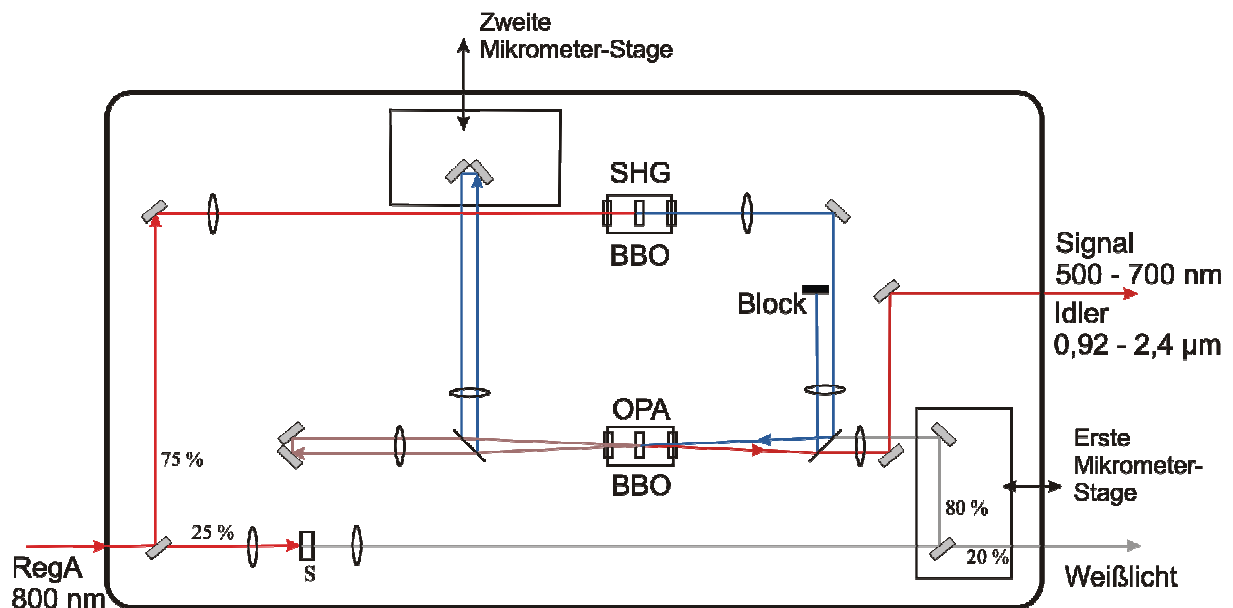 Zweite
Mikrometer-Stage
SHG
BBO
Signal
500 - 700 nm
Idler
0,92 - 2,4 µm
Block
OPA
BBO
Erste
Mikrometer-
Stage
75 %
80 %
25 %
20 %
S
RegA
800 nm
Weißlicht